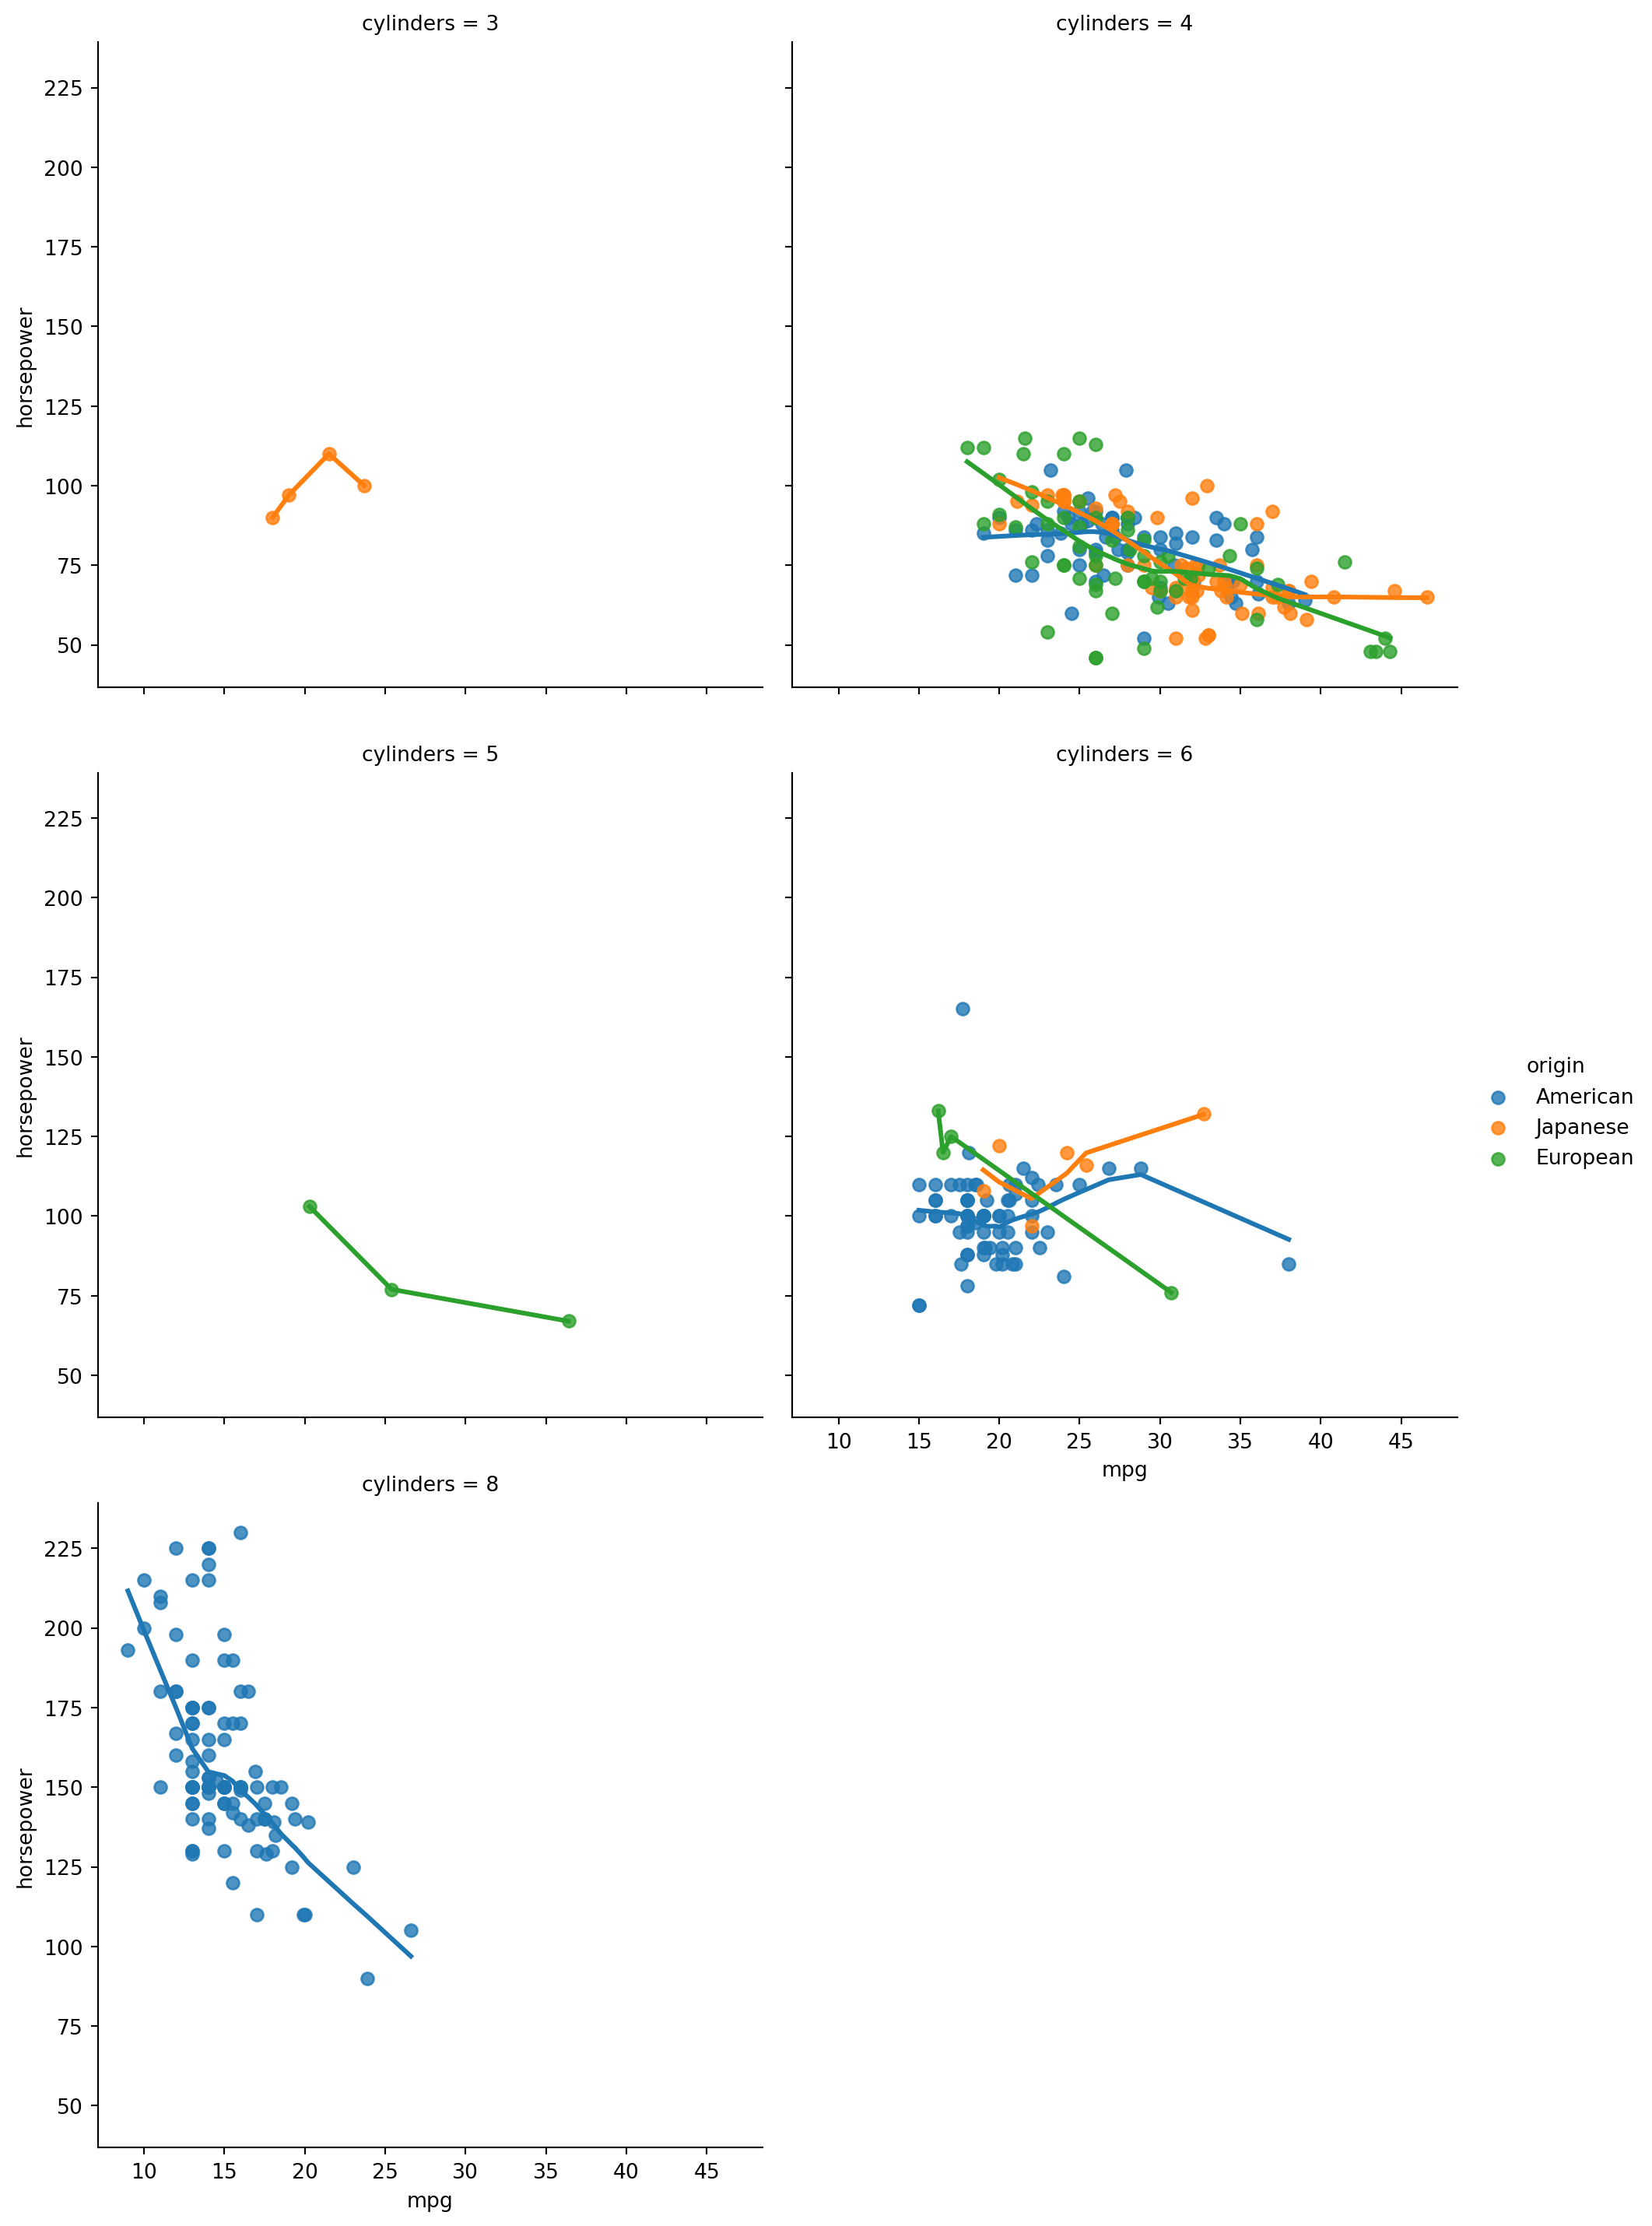 cylinders = 3
cylinders = 4
225
200
175
150
125
100
75
50
horsepower
cylinders = 5
cylinders = 6
225
200
175
150
125
100
75
50
horsepower
10 15 20 25 30 35 40 45
mpg
origin
American
Japanese
European
cylinders = 8
225
200
175
150
125
100
75
50
horsepower
10 15 20 25 30 35 40 45
mpg